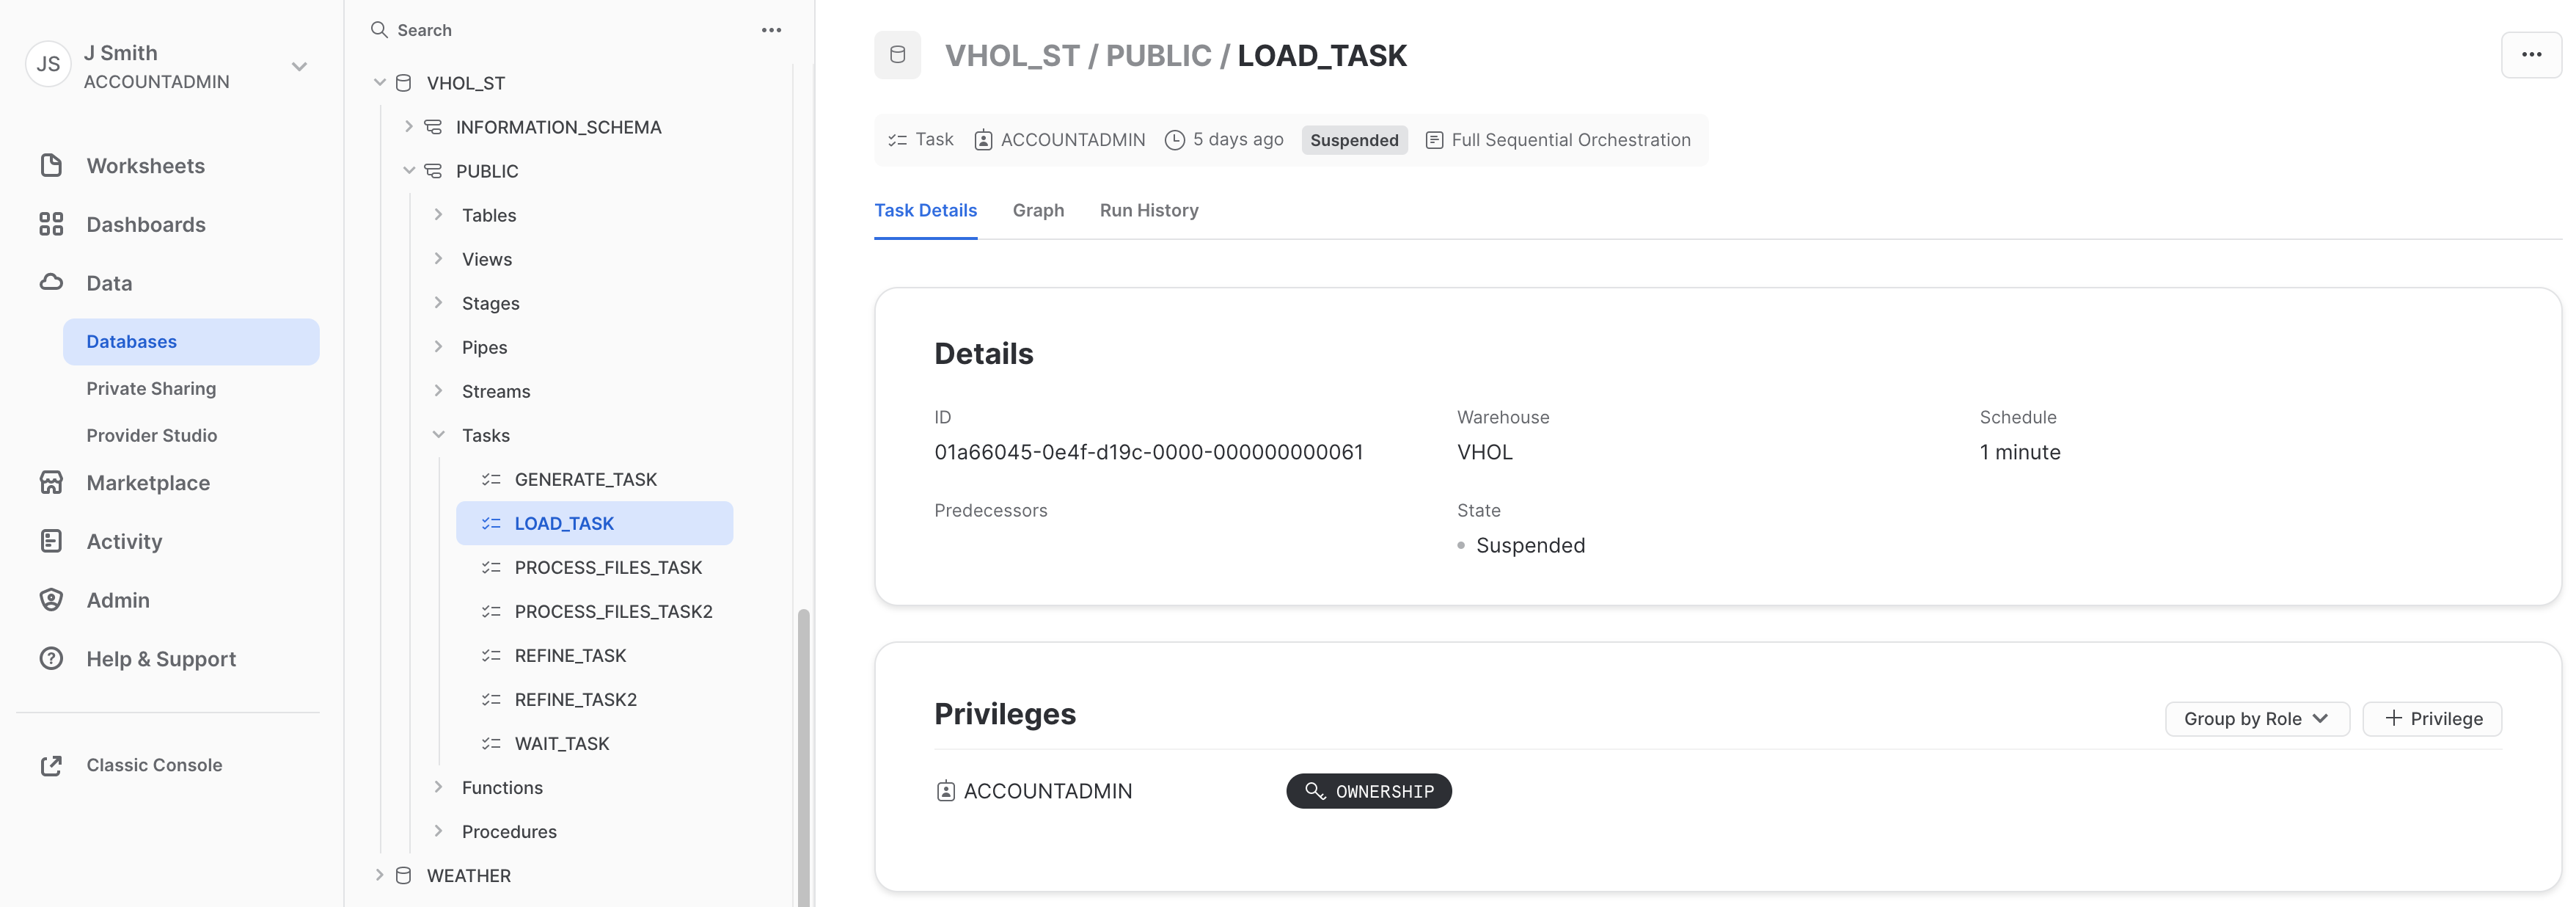 JS
J Smith
ACCOUNTADMIN
Worksheets
Dashboards
Data
Databases
Private Sharing
Provider Studio
Marketplace
Activity
Admin
Help & Support
Classic Console
Search
VHOL_ST
INFORMATION_SCHEMA
PUBLIC
Tables
Views
Stages
Pipes
Streams
Tasks
GENERATE_TASK
LOAD_TASK
PROCESS_FILES_TASK
PROCESS_FILES_TASK2
REFINE_TASK
REFINE_TASK2
WAIT_TASK
Functions
Procedures
WEATHER
VHOL_ST / PUBLIC / LOAD_TASK
Task ACCOUNTADMIN 5 days ago Suspended Full Sequential Orchestration
Task Details Graph Run History
Details
ID Warehouse Schedule
01a66045-0e4f-d19c-0000-000000000061 VHOL 1 minute
Predecessors State
Suspended
Privileges Group by Role + Privilege
ACCOUNTADMIN OWNERSHIP